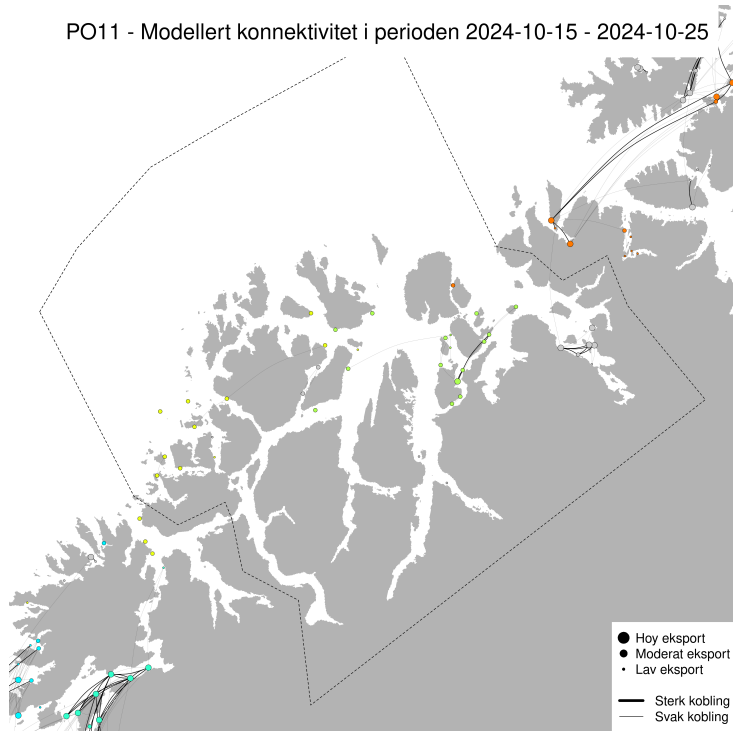 PO11 - Modellert konnektivitet i perioden 2024-10-15 - 2024-10-25
Hoy eksport
Moderat eksport
Lav eksport
Sterk kobling
Svak kobling